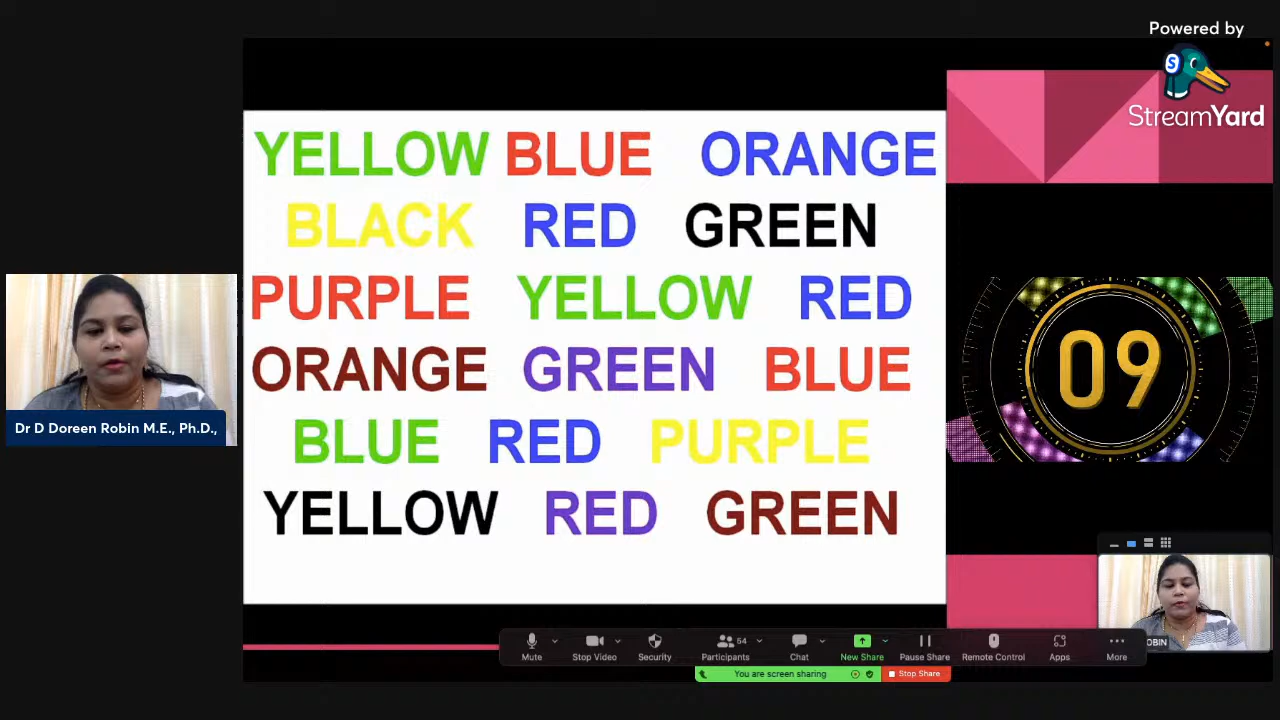 Powered by
StreamYard
YELLOW BLUE ORANGE
BLACK RED GREEN
PURPLE YELLOW RED
ORANGE GREEN BLUE
BLUE RED PURPLE
YELLOW RED GREEN
09
Dr D Doreen Robin M.E., Ph.D.,
OBIN
54
Mute Stop Video Security Participants Chat New Share Pause Share Remote Control Apps More
You are screen sharing Stop Share